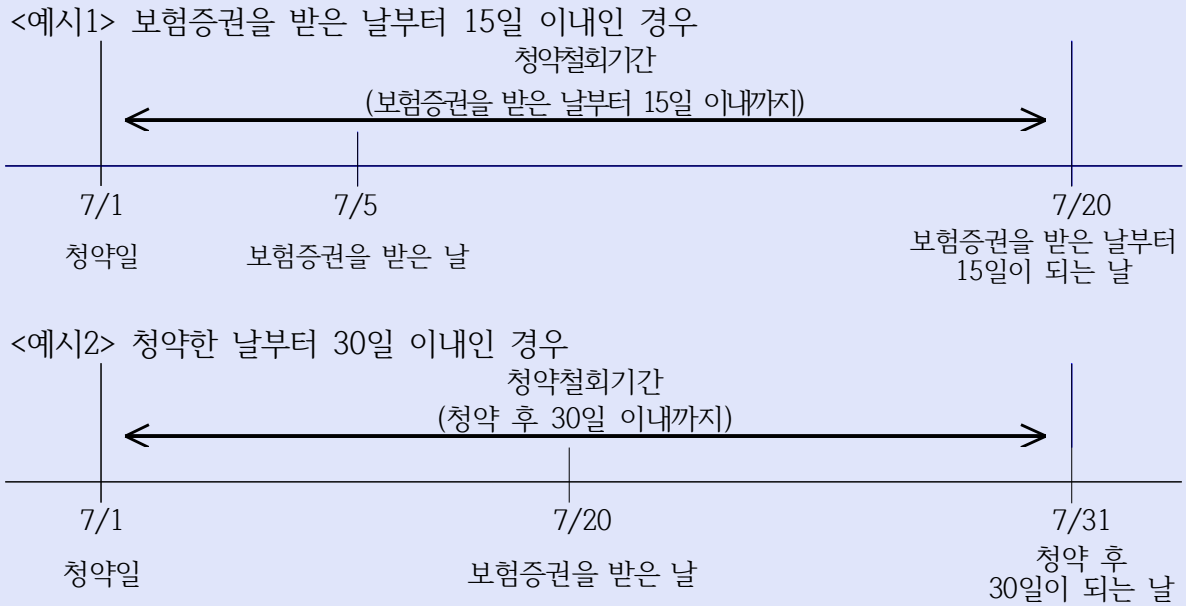 <예시1> 보험증권을 받은 날부터 15일 이내인 경우
청약철회기간
(보험증권을 받은 날부터 15일 이내까지)
7/1
7/5
7/20
청약일
보험증권을 받은 날
보험증권을 받은 날부터
15일이 되는 날
<예시2> 청약한 날부터 30일 이내인 경우
청약철회기간
(청약 후 30일 이내까지)
7/1
7/20
7/31
청약일
보험증권을 받은 날
청약 후
30일이 되는 날